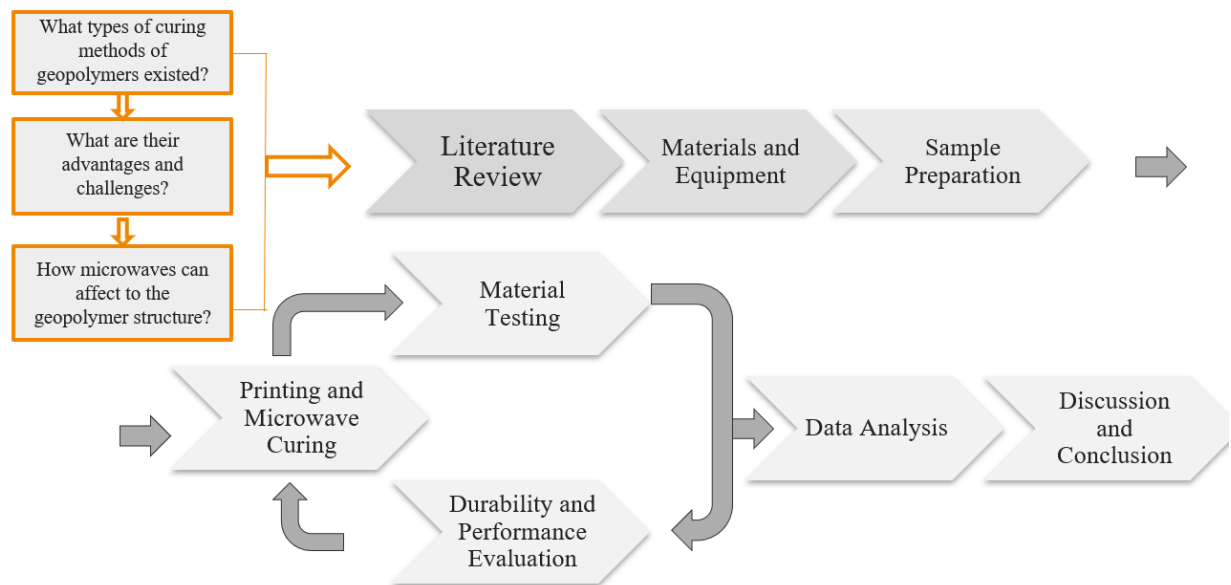 What types of curing
methods of
geopolymers existed?
What are their
advantages and
challenges?
How microwaves can
affect to the
geopolymer structure?
Literature
Review
Materials and
Equipment
Sample
Preparation
Printing and
Microwave
Curing
Material
Testing
Durability and
Performance
Evaluation
Data Analysis
Discussion
and
Conclusion